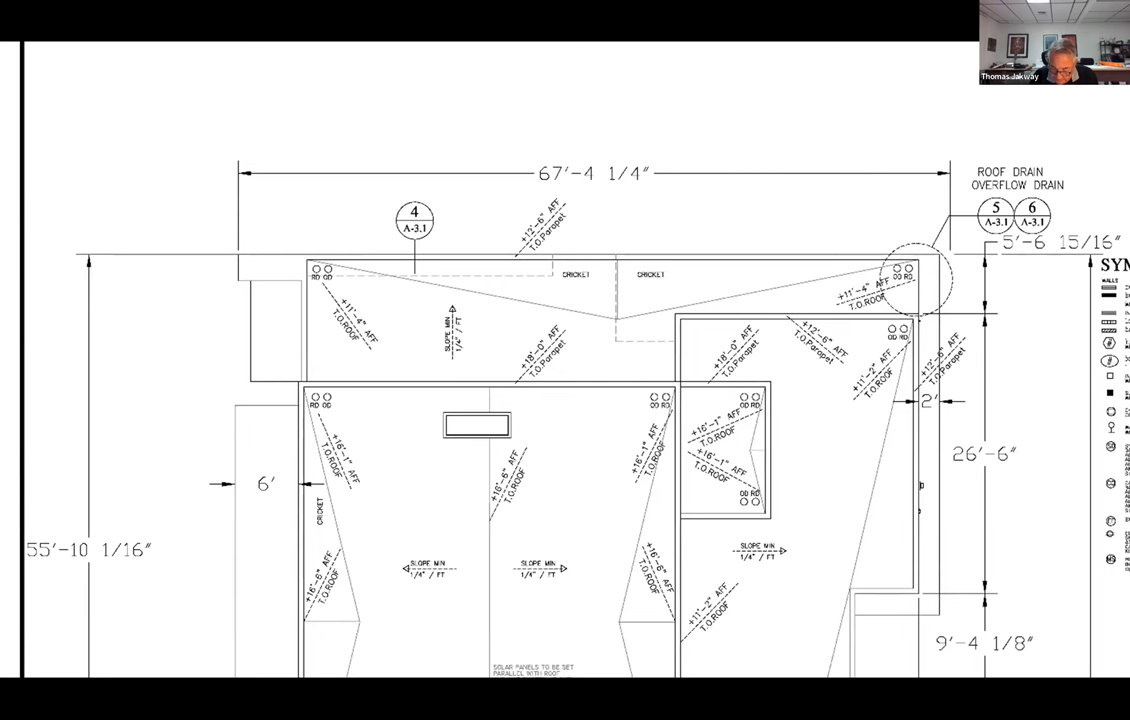 Thomas Jakway
67'-4 1/4"
ROOF DRAIN
OVERFLOW DRAIN
4
A-3.1
5
A-3.1
6
A-3.1
+12'-6" AFF
T.O.Parapet
5'-6 15/16"
SYM
WALLS
RD OD
CRICKET
CRICKET
OD RD
+11'-4" AFF
T.O.ROOF
+11'-4" AFF
T.O.ROOF
SLOPE MIN
1/4" / FT
+18'-0" AFF
T.O.Parapet
+18'-0" AFF
T.O.Parapet
+12'-6" AFF
T.O.Parapet
OD RD
+11'-2" AFF
T.O.ROOF
+12'-6" AFF
T.O.Parapet
2'
RD OD
OD RD
OD RD
+16'-1" AFF
T.O.ROOF
+16'-1" AFF
T.O.ROOF
+16'-1" AFF
T.O.ROOF
+16'-1" AFF
T.O.ROOF
26'-6"
+16'-6" AFF
T.O.ROOF
6'
OD RD
CRICKET
55'-10 1/16"
SLOPE MIN
1/4" / FT
SLOPE MIN
1/4" / FT
SLOPE MIN
1/4" / FT
+16'-6" AFF
T.O.ROOF
+16'-6" AFF
T.O.ROOF
+11'-2" AFF
T.O.ROOF
9'-4 1/8"
SOLAR PANELS TO BE SET
PARALLEL WITH ROOF